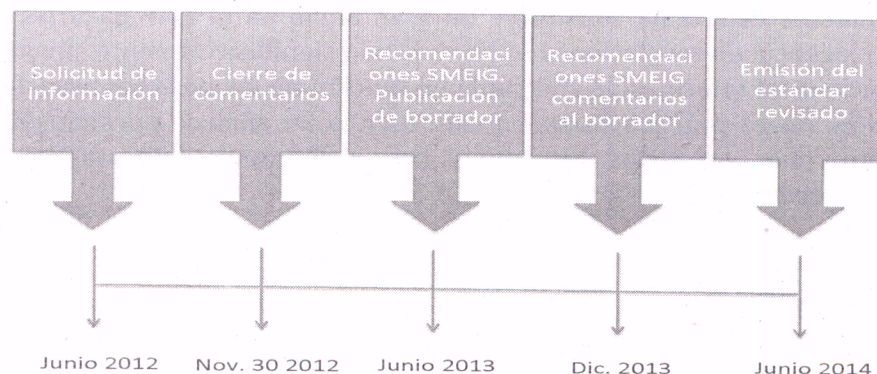 Solicitud de
información
Cierre de
comentarios
Recomendaci
ones SMEIG.
Publicación
de borrador
Recomendaci
ones SMEIG
comentarios
al borrador
Emisión del
estándar
revisado
Junio 2012
Nov. 30 2012
Junio 2013
Dic. 2013
Junio 2014